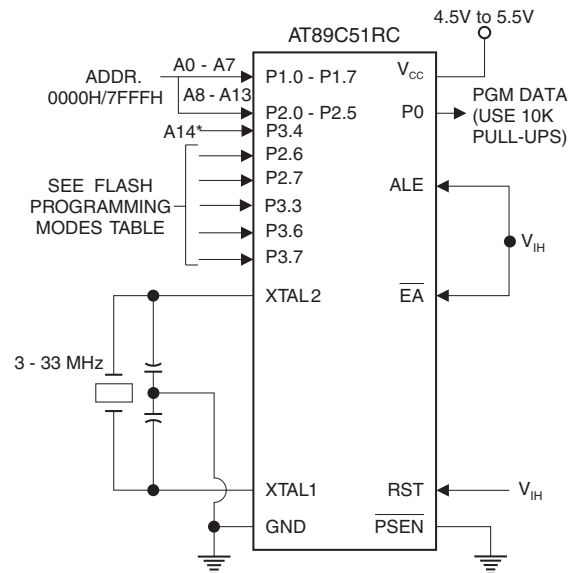 4.5V to 5.5V
AT89C51RC
ADDR.
0000H/7FFFH
A0 - A7
A8 - A13
A14*
SEE FLASH
PROGRAMMING
MODES TABLE
3 - 33 MHz
P1.0 - P1.7
P2.0 - P2.5
P3.4
P2.6
P2.7
P3.3
P3.6
P3.7
XTAL2
XTAL1
GND
VCC
P0
ALE
EA
RST
PSEN
PGM DATA
(USE 10K
PULL-UPS)
VIH
VIH